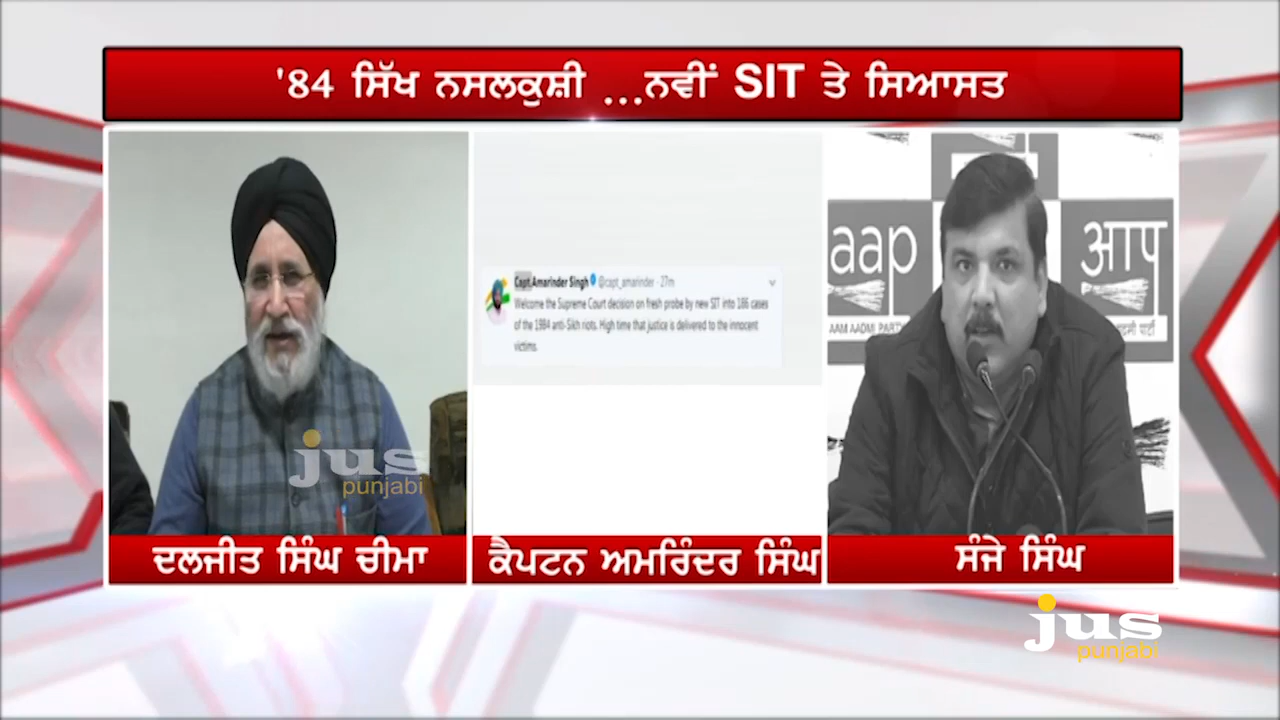 '84 ਸਿੱਖ ਨਸਲਕੁਸ਼ੀ ...ਨਵੀਂ SIT ਤੇ ਸਿਆਸਤ
jus
punjabi
ਦਲਜੀਤ ਸਿੰਘ ਚੀਮਾ
Capt.Amarinder Singh @capt_amarinder · 27m
Welcome the Supreme Court decision on fresh probe by new SIT into 186 cases
of the 1984 anti-Sikh riots. High time that justice is delivered to the innocent
victims.
ਕੈਪਟਨ ਅਮਰਿੰਦਰ ਸਿੰਘ
aap
AAM AADMI PARTY
आप
पार्टी
ਸੰਜੇ ਸਿੰਘ
jus
punjabi